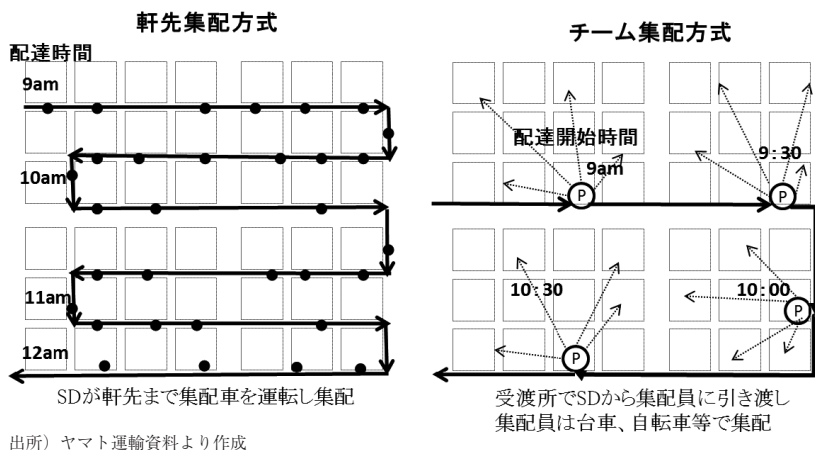 軒先集配方式
配達時間
9am
10am
11am
12am
SDが軒先まで集配車を運転し集配
チーム集配方式
配達開始時間
9am
9:30
P
P
10:30
10:00
P
P
受渡所でSDから集配員に引き渡し
集配員は台車、自転車等で集配
出所）ヤマト運輸資料より作成